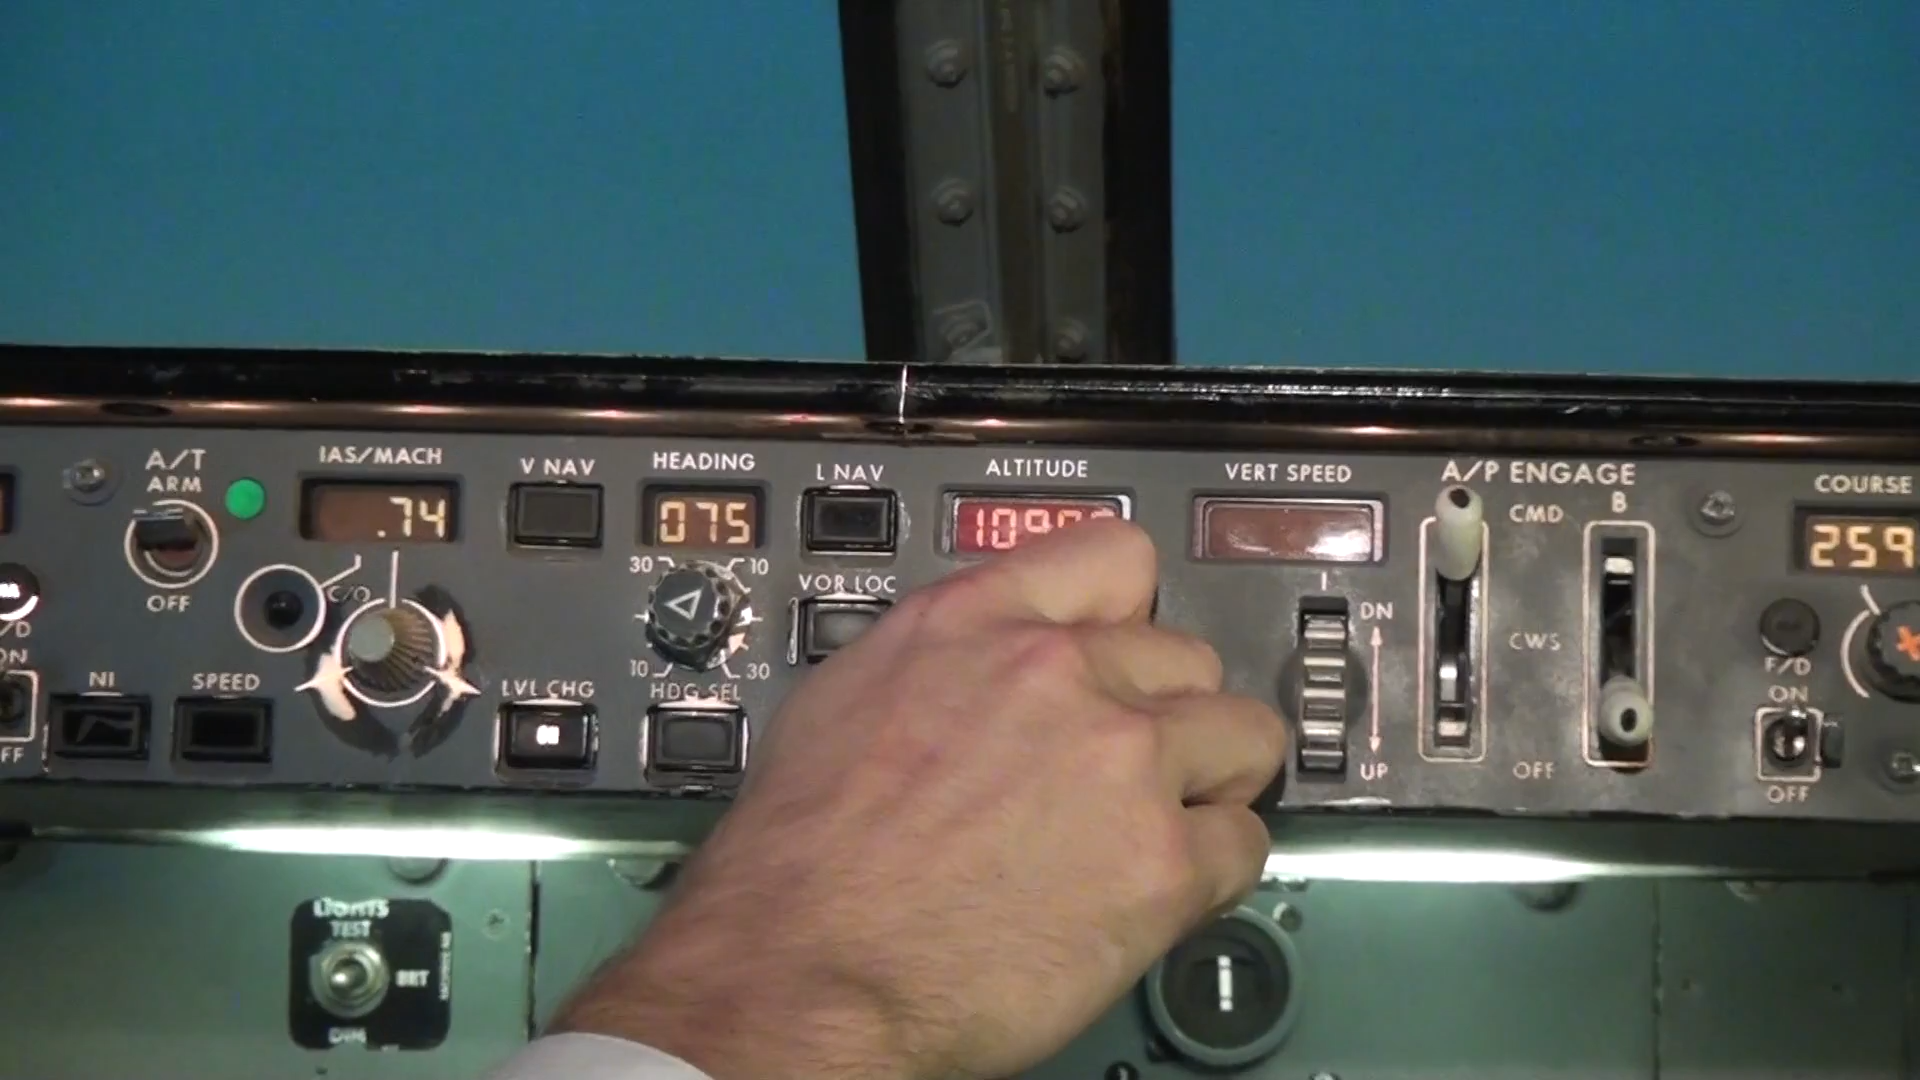 A/T
ARM
OFF
IAS/MACH
.74
C/O
V NAV
HEADING
075
30
10
10
30
HDG SEL
L NAV
VOR LOC
ALTITUDE
VERT SPEED
DN
UP
A/P ENGAGE
B
CMD
CWS
OFF
COURSE
259
F/D
ON
OFF
/D
ON
FF
N1
SPEED
LVL CHG
LIGHTS
TEST
BRT
DIM